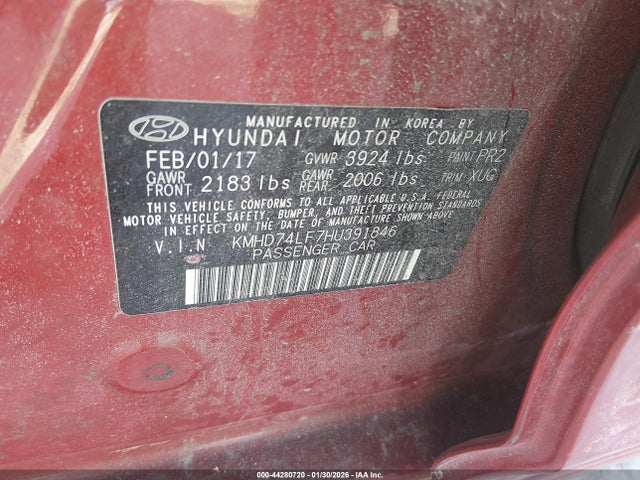 MANUFACTURED IN KOREA BY
HYUNDAI MOTOR COMPANY
FEB/01/17 GVWR 3924 lbs PAINT PR2
GAWR FRONT 2183 lbs GAWR REAR 2006 lbs TRIM XUG
THIS VEHICLE CONFORMS TO ALL APPLICABLE U.S.A. FEDERAL
MOTOR VEHICLE SAFETY, BUMPER, AND THEFT PREVENTION
STANDARDS IN EFFECT ON THE DATE OF MANUFACTURE SHOWN ABOVE.
V.I.N KMHD74LF7HU391846
PASSENGER CAR
000-44280720 | 01/30/2026 | IAA Inc.